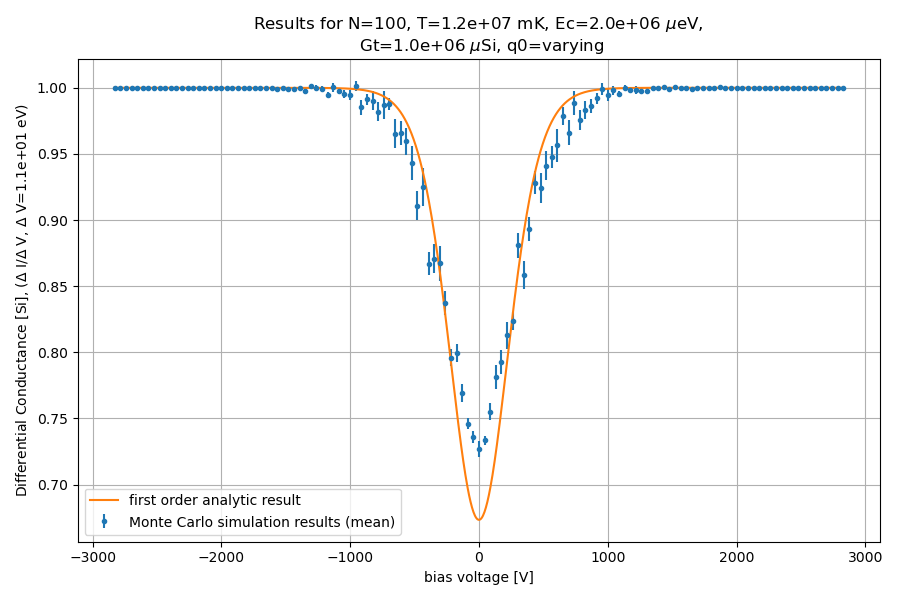 Results for N=100, T=1.2e+07 mK, Ec=2.0e+06 μeV,
Gt=1.0e+06 μSi, q0=varying
Differential Conductance [Si], (Δ I/Δ V, Δ V=1.1e+01 eV)
1.00
0.95
0.90
0.85
0.80
0.75
0.70
first order analytic result
Monte Carlo simulation results (mean)
−3000 −2000 −1000 0 1000 2000 3000
bias voltage [V]